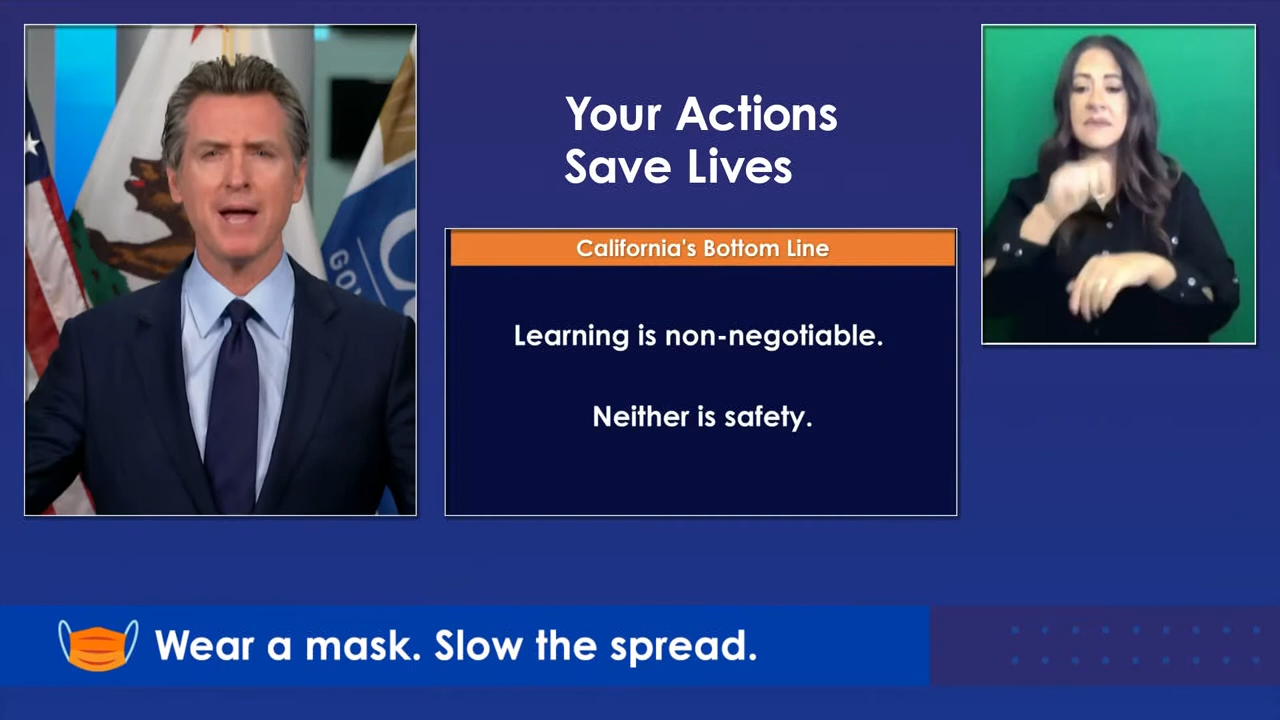 Your Actions
Save Lives
California's Bottom Line
Learning is non-negotiable.
Neither is safety.
Wear a mask. Slow the spread.